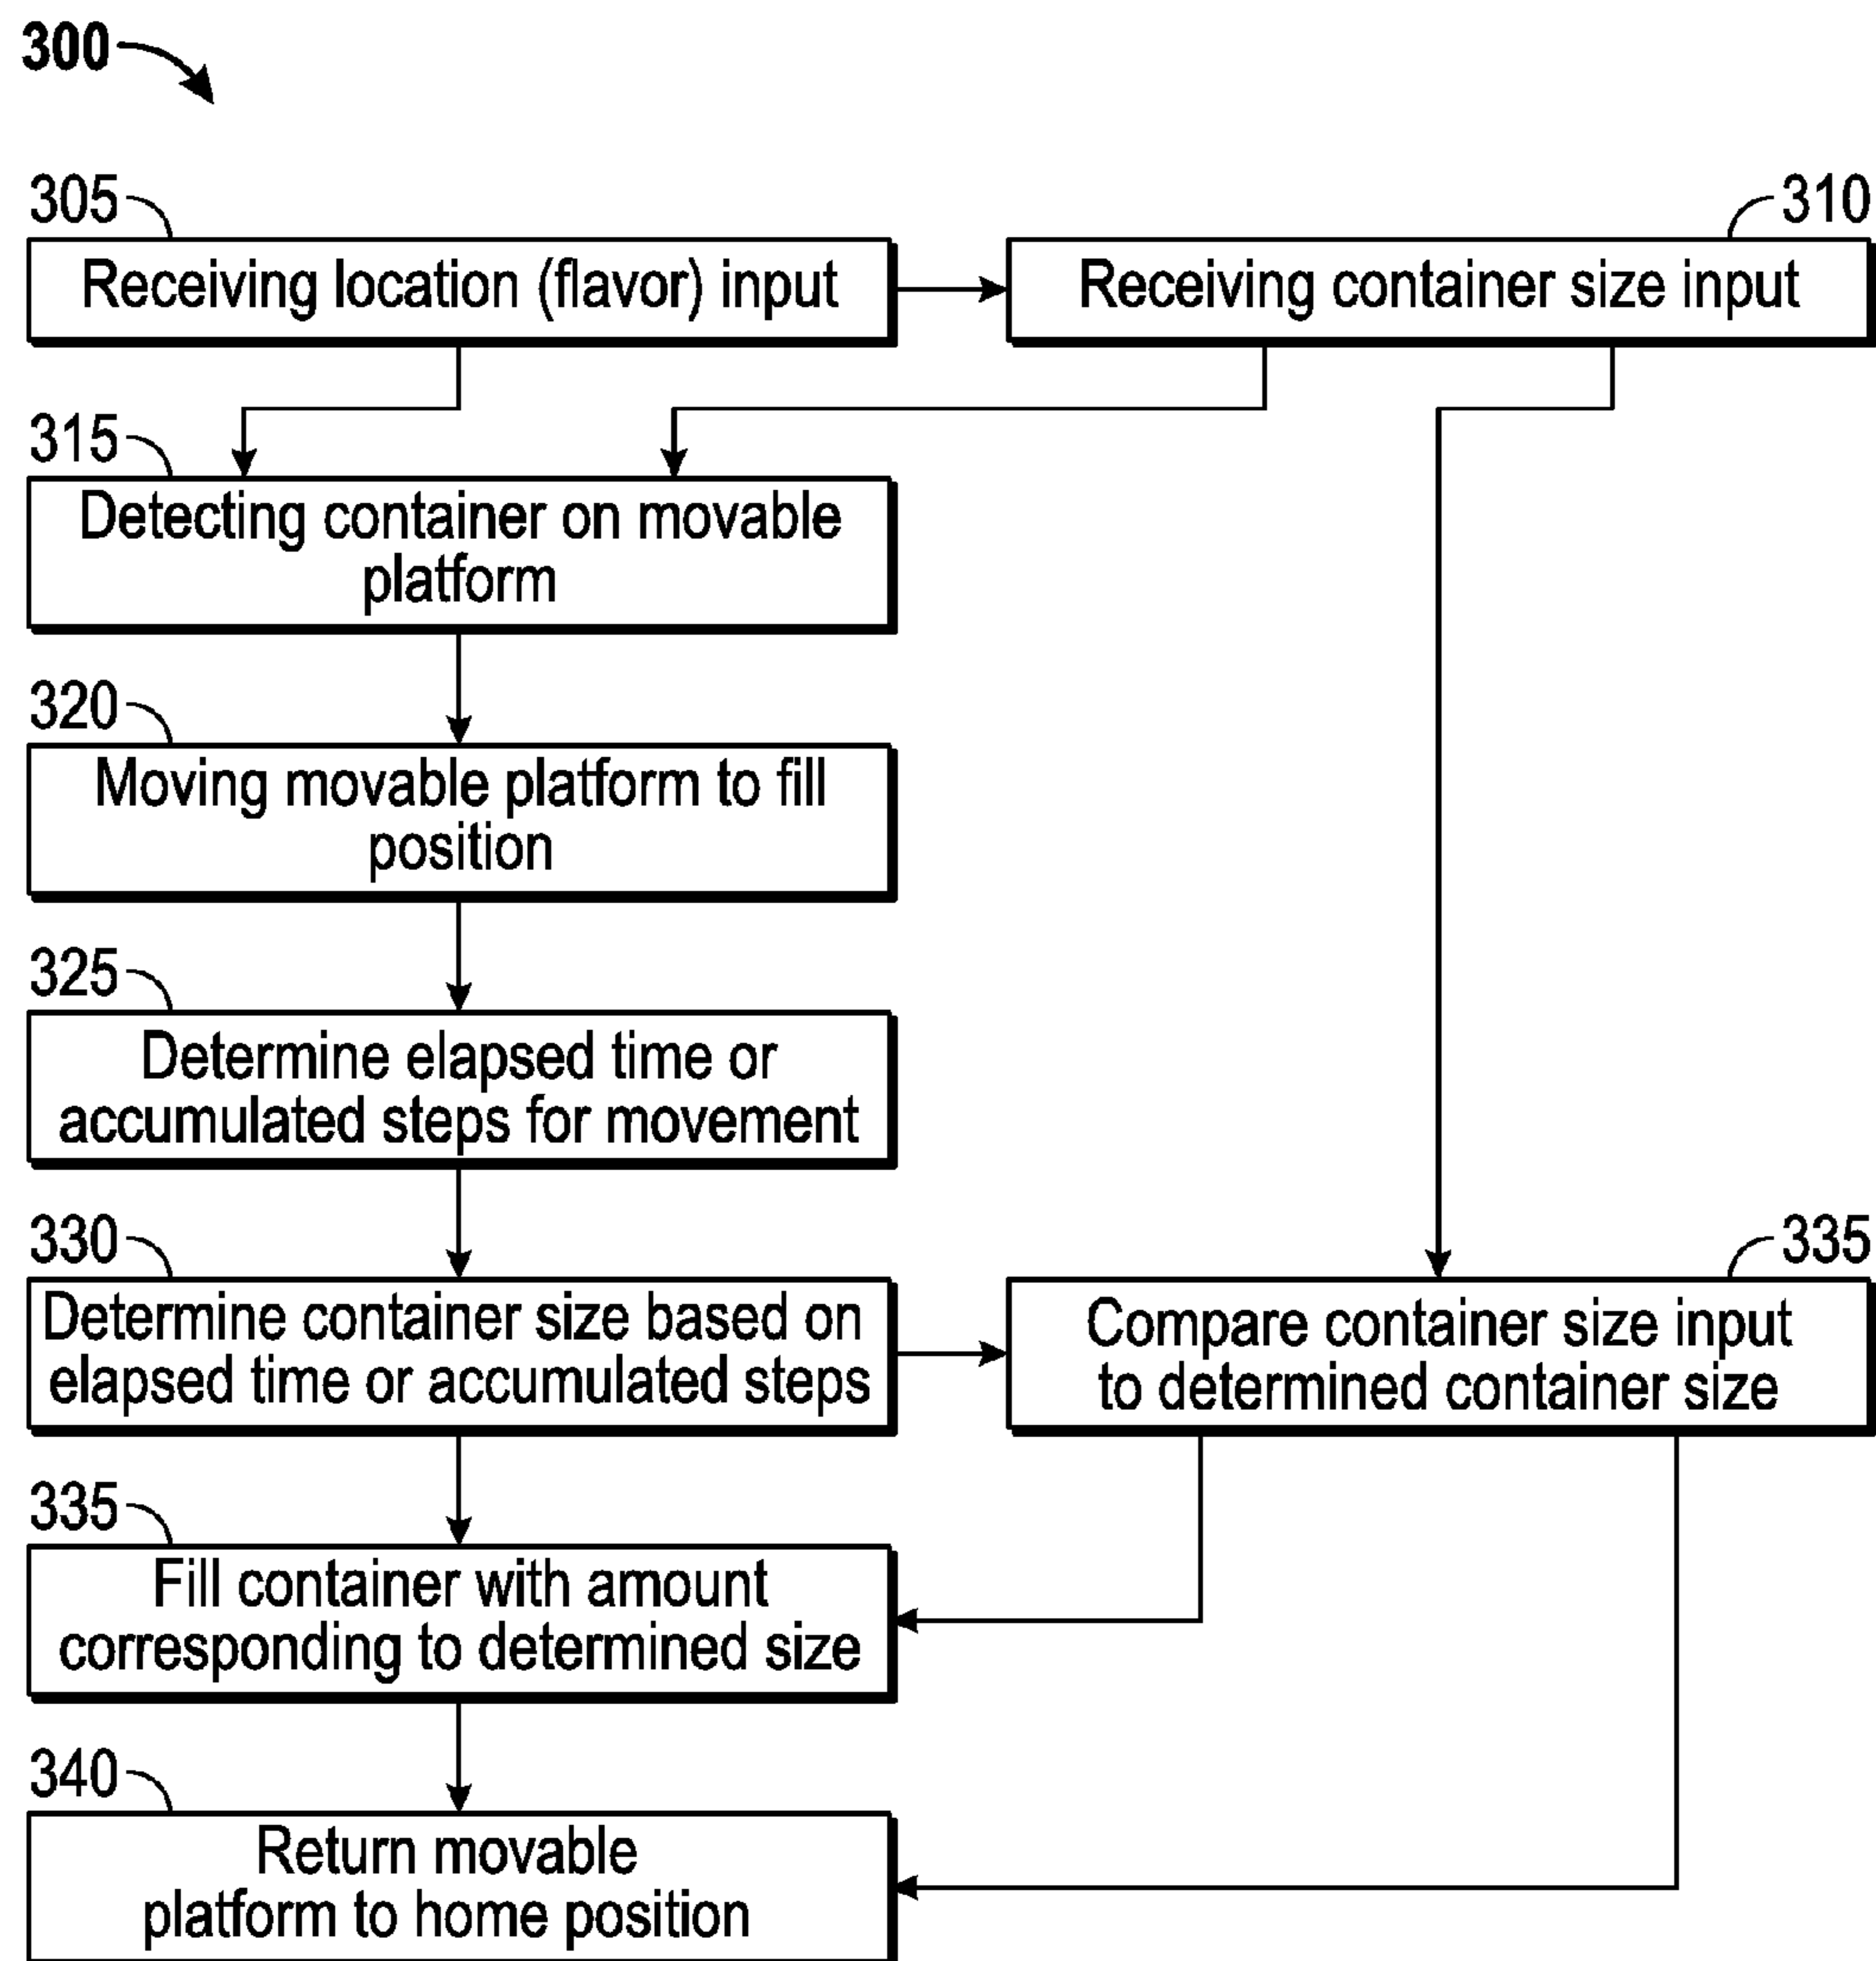 300
305
Receiving location (flavor) input
310
Receiving container size input
315
Detecting container on movable
platform
320
Moving movable platform to fill
position
325
Determine elapsed time or
accumulated steps for movement
330
Determine container size based on
elapsed time or accumulated steps
335
Compare container size input
to determined container size
335
Fill container with amount
corresponding to determined size
340
Return movable
platform to home position